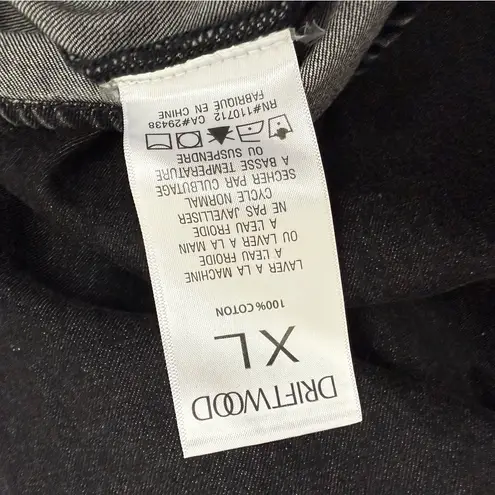 DRIFTWOOD
XL
100% COTON
LAVER A LA MACHINE
OU LAVER A LA MAIN
A L'EAU FROIDE
A L'EAU FROIDE
NE PAS JAVELLISER
CYCLE NORMAL
SECHER PAR CULBUTAGE
A BASSE TEMPERATURE
OU SUSPENDRE
RN#110712 CA#29438
FABRIQUÉ EN CHINE